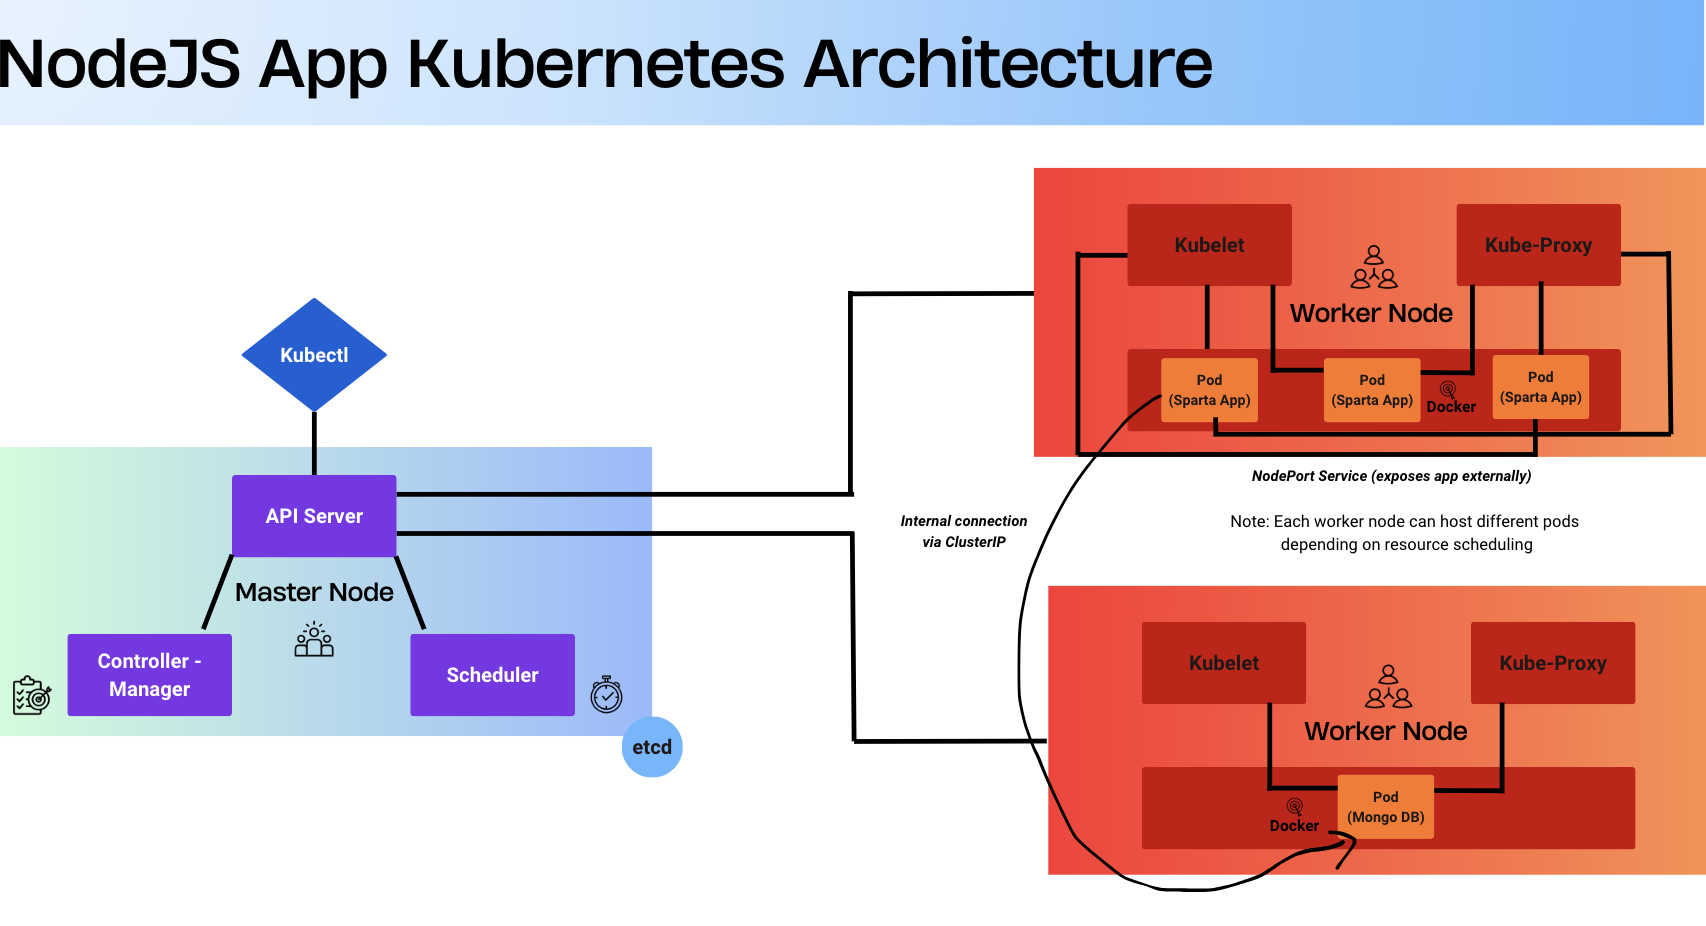 NodeJS App Kubernetes Architecture
Kubectl
API Server
Master Node
Controller -
Manager
Scheduler
etcd
Kubelet
Kube-Proxy
Worker Node
Pod
(Sparta App)
Pod
(Sparta App)
Docker
Pod
(Sparta App)
NodePort Service (exposes app externally)
Internal connection
via ClusterIP
Note: Each worker node can host different pods
depending on resource scheduling
Kubelet
Kube-Proxy
Worker Node
Docker
Pod
(Mongo DB)